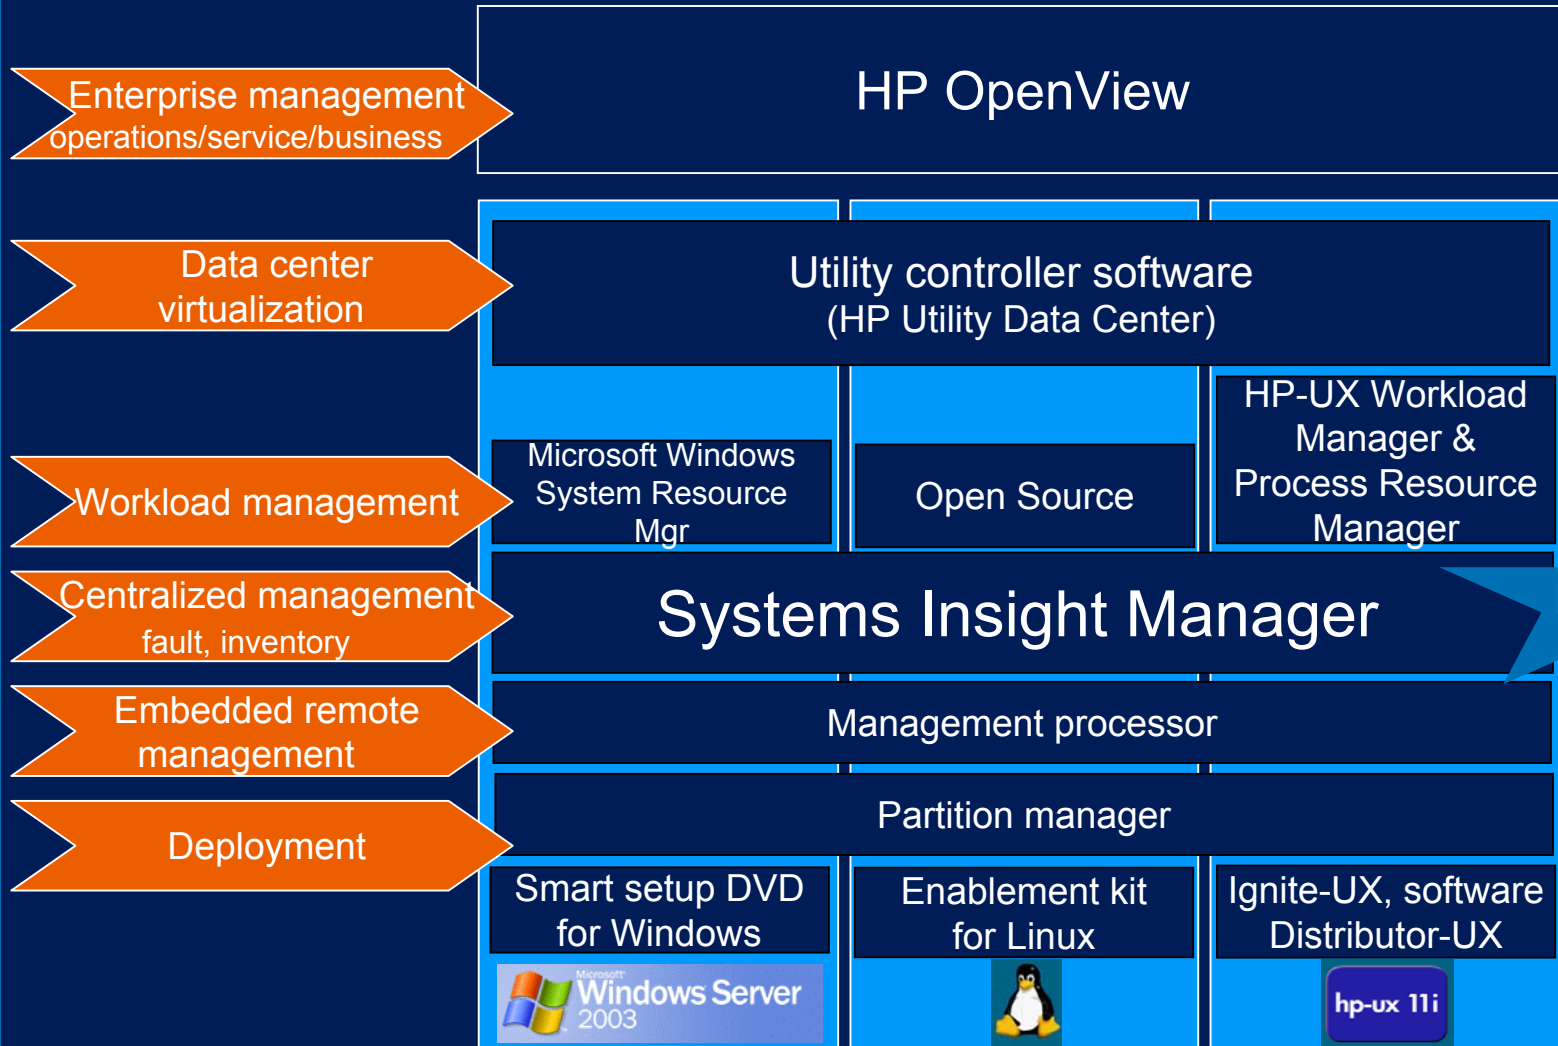 Enterprise management
operations/service/business
HP OpenView
Data center
virtualization
Utility controller software
(HP Utility Data Center)
Workload management
Microsoft Windows
System Resource
Mgr
Open Source
HP-UX Workload
Manager &
Process Resource
Manager
Centralized management
fault, inventory
Systems Insight Manager
Embedded remote
management
Management processor
Deployment
Partition manager
Smart setup DVD
for Windows
Enablement kit
for Linux
Ignite-UX, software
Distributor-UX
Microsoft
Windows Server
2003
hp-ux 11i